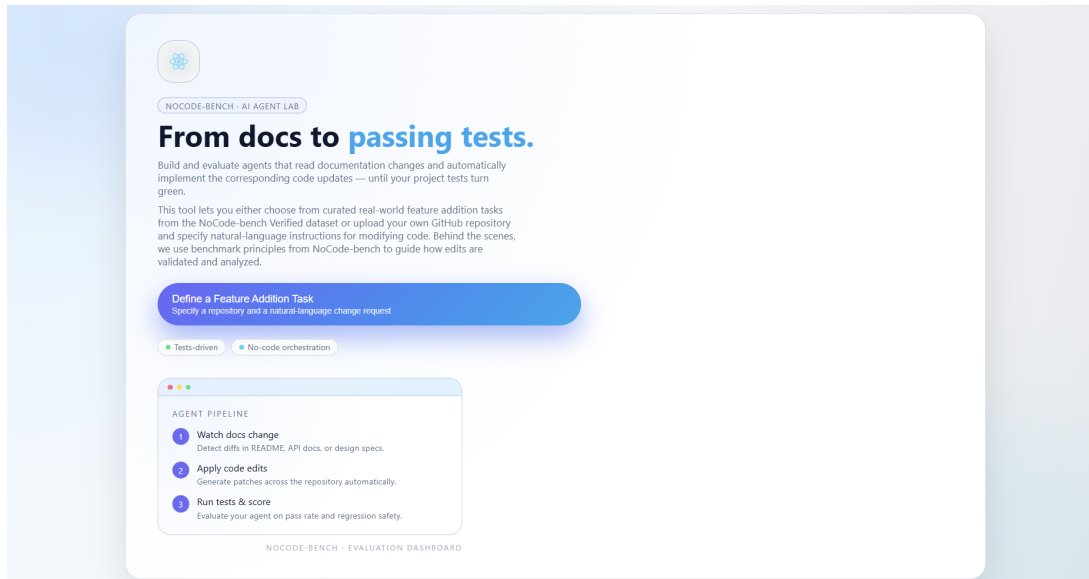 NOCODE-BENCH · AI AGENT LAB
From docs to passing tests.
Build and evaluate agents that read documentation changes and automatically
implement the corresponding code updates — until your project tests turn
green.
This tool lets you either choose from curated real-world feature addition tasks
from the NoCode-bench Verified dataset or upload your own GitHub repository
and specify natural-language instructions for modifying code. Behind the scenes,
we use benchmark principles from NoCode-bench to guide how edits are
validated and analyzed.
Define a Feature Addition Task
Specify a repository and a natural-language change request
Tests-driven
No-code orchestration
AGENT PIPELINE
1
Watch docs change
Detect diffs in README, API docs, or design specs.
2
Apply code edits
Generate patches across the repository automatically.
3
Run tests & score
Evaluate your agent on pass rate and regression safety.
NOCODE-BENCH · EVALUATION DASHBOARD